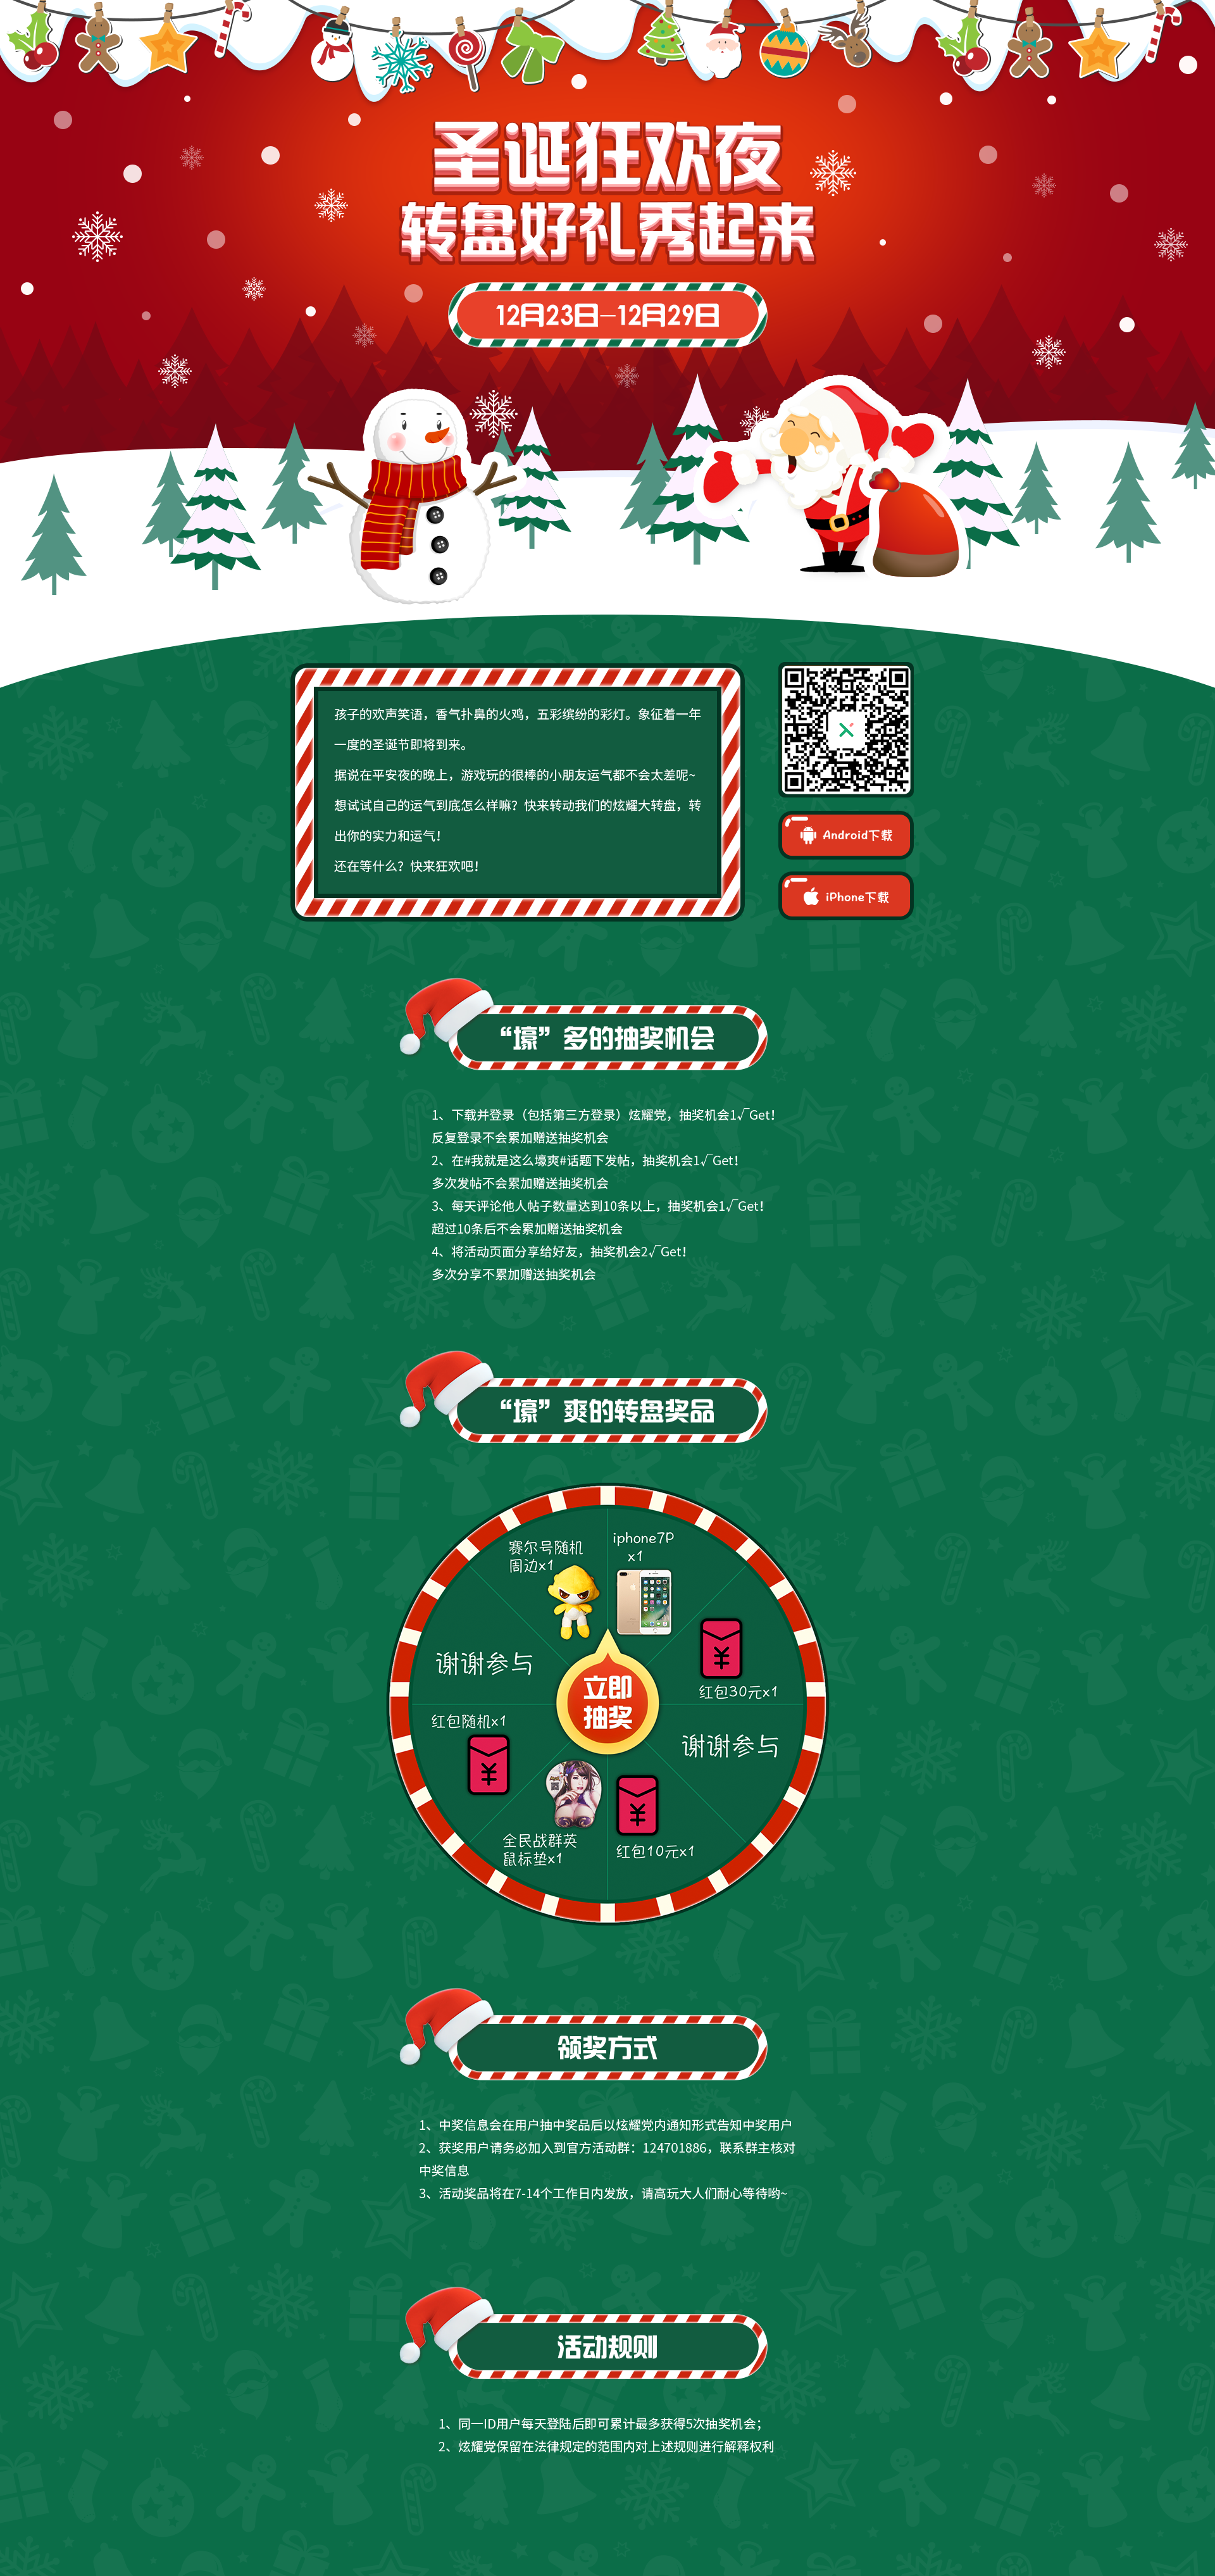 圣诞狂欢夜
转盘好礼秀起来
12月23日—12月29日
孩子的欢声笑语，香气扑鼻的火鸡，五彩缤纷的彩灯。象征着一年
一度的圣诞节即将到来。
据说在平安夜的晚上，游戏玩的很棒的小朋友运气都不会太差呢~
想试试自己的运气到底怎么样嘛？快来转动我们的炫耀大转盘，转
出你的实力和运气！
还在等什么？快来狂欢吧！
Android下载
iPhone下载
“壕”多的抽奖机会
1、下载并登录（包括第三方登录）炫耀党，抽奖机会1√Get！
反复登录不会累加赠送抽奖机会
2、在#我就是这么壕爽#话题下发帖，抽奖机会1√Get！
多次发帖不会累加赠送抽奖机会
3、每天评论他人帖子数量达到10条以上，抽奖机会1√Get！
超过10条后不会累加赠送抽奖机会
4、将活动页面分享给好友，抽奖机会2√Get！
多次分享不累加赠送抽奖机会
“壕”爽的转盘奖品
赛尔号随机
周边x1
iphone7P
x1
谢谢参与
红包30元x1
立即
抽奖
红包随机x1
谢谢参与
全民战群英
鼠标垫x1
红包10元x1
领奖方式
1、中奖信息会在用户抽中奖品后以炫耀党内通知形式告知中奖用户
2、获奖用户请务必加入到官方活动群：124701886，联系群主核对
中奖信息
3、活动奖品将在7-14个工作日内发放，请高玩大人们耐心等待哟~
活动规则
1、同一ID用户每天登陆后即可累计最多获得5次抽奖机会；
2、炫耀党保留在法律规定的范围内对上述规则进行解释权利